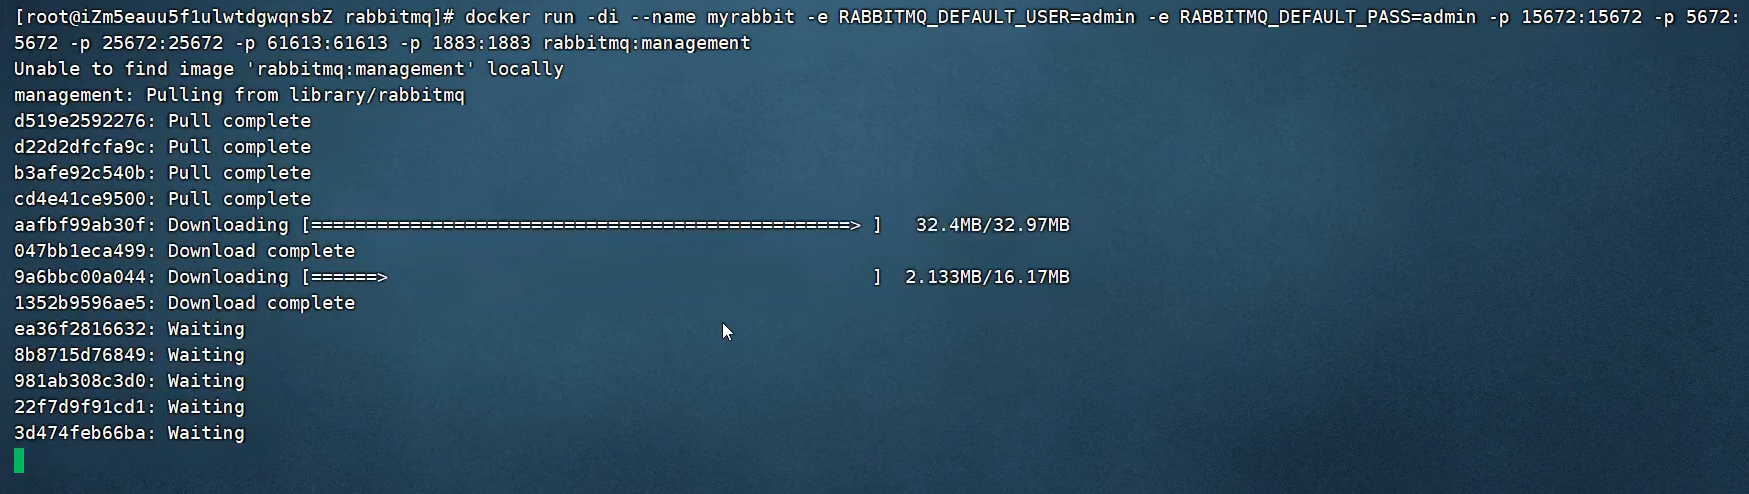 [root@iZm5eauu5f1ulwtdgwqnsbZ rabbitmq]# docker run -di --name myrabbit -e RABBITMQ_DEFAULT_USER=admin -e RABBITMQ_DEFAULT_PASS=admin -p 15672:15672 -p 5672:
5672 -p 25672:25672 -p 61613:61613 -p 1883:1883 rabbitmq:management
Unable to find image 'rabbitmq:management' locally
management: Pulling from library/rabbitmq
d519e2592276: Pull complete
d22d2dfcfa9c: Pull complete
b3afe92c540b: Pull complete
cd4e41ce9500: Pull complete
aafbf99ab30f: Downloading [=================================================> ]   32.4MB/32.97MB
047bb1eca499: Download complete
9a6bbc00a044: Downloading [======>                                            ]  2.133MB/16.17MB
1352b9596ae5: Download complete
ea36f2816632: Waiting
8b8715d76849: Waiting
981ab308c3d0: Waiting
22f7d9f91cd1: Waiting
3d474feb66ba: Waiting